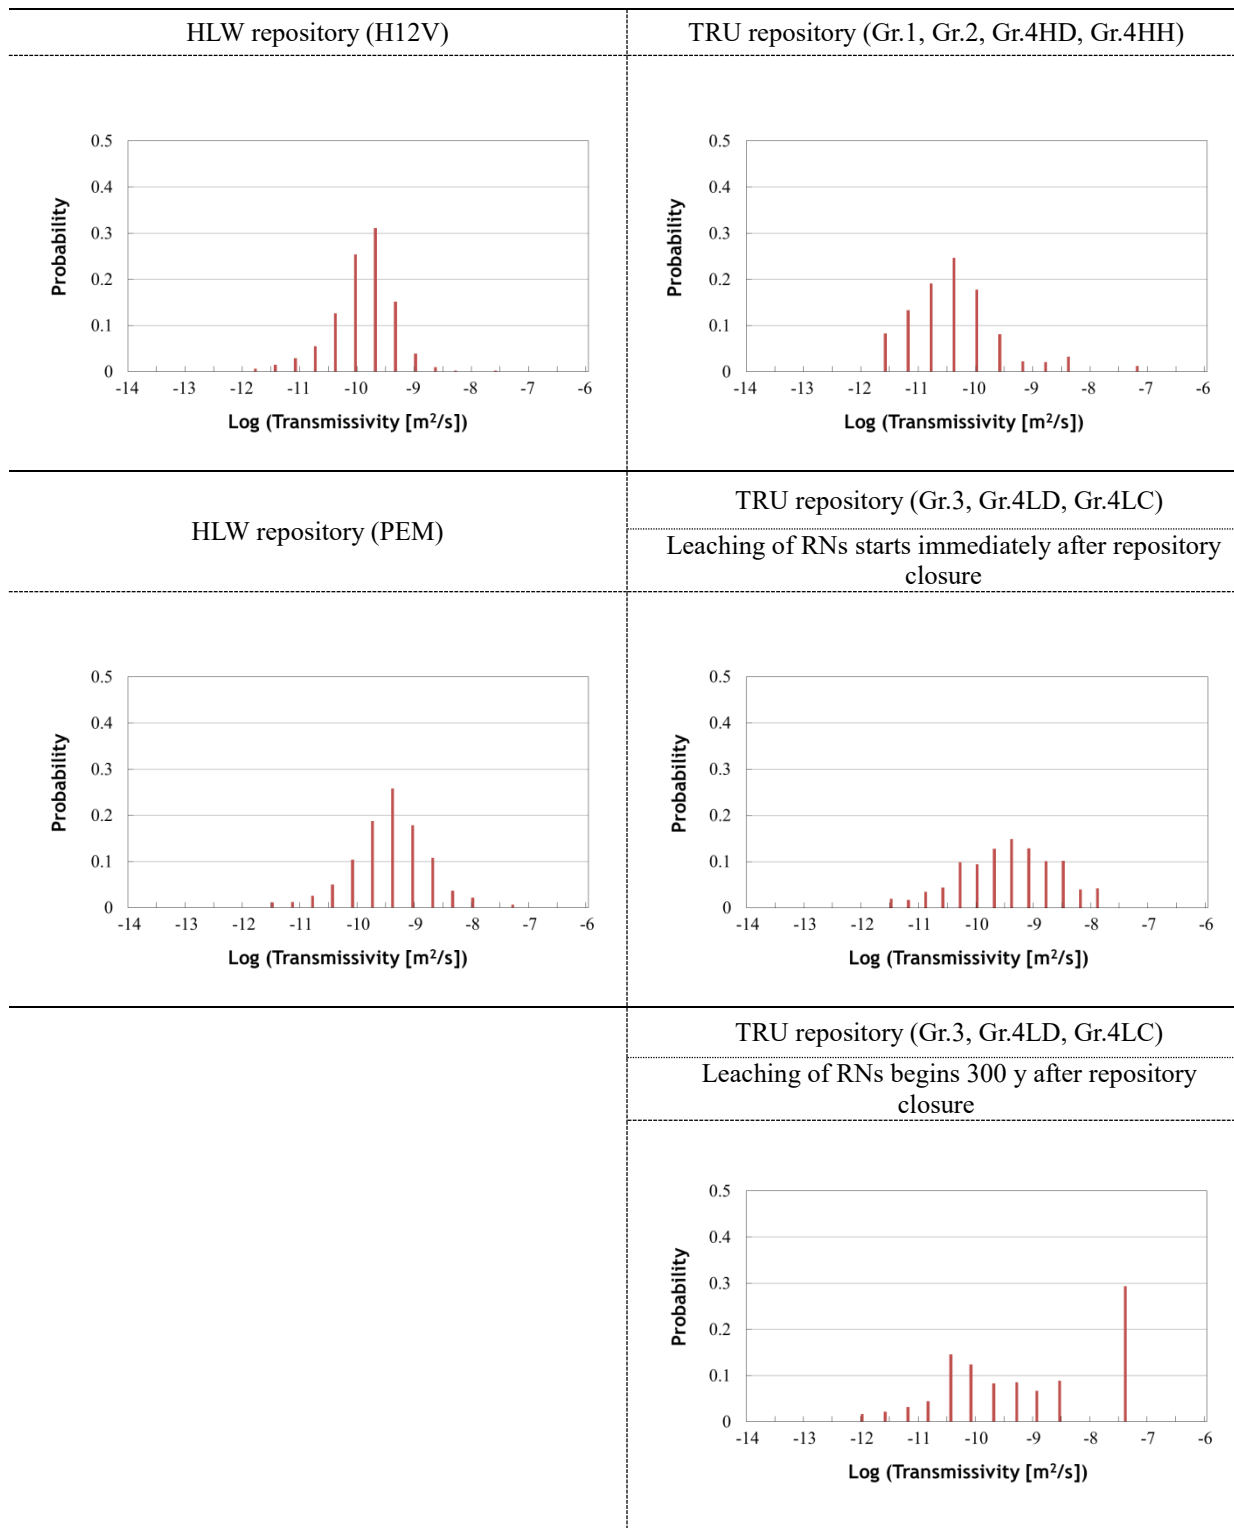 HLW repository (H12V)
TRU repository (Gr.1, Gr.2, Gr.4HD, Gr.4HH)
0.5
0.4
0.3
0.2
0.1
0
Probability
-14 -13 -12 -11 -10 -9 -8 -7 -6
Log (Transmissivity [m²/s])
0.5
0.4
0.3
0.2
0.1
0
Probability
-14 -13 -12 -11 -10 -9 -8 -7 -6
Log (Transmissivity [m²/s])
HLW repository (PEM)
TRU repository (Gr.3, Gr.4LD, Gr.4LC)
Leaching of RNs starts immediately after repository
closure
0.5
0.4
0.3
0.2
0.1
0
Probability
-14 -13 -12 -11 -10 -9 -8 -7 -6
Log (Transmissivity [m²/s])
0.5
0.4
0.3
0.2
0.1
0
Probability
-14 -13 -12 -11 -10 -9 -8 -7 -6
Log (Transmissivity [m²/s])
TRU repository (Gr.3, Gr.4LD, Gr.4LC)
Leaching of RNs begins 300 y after repository
closure
0.5
0.4
0.3
0.2
0.1
0
Probability
-14 -13 -12 -11 -10 -9 -8 -7 -6
Log (Transmissivity [m²/s])